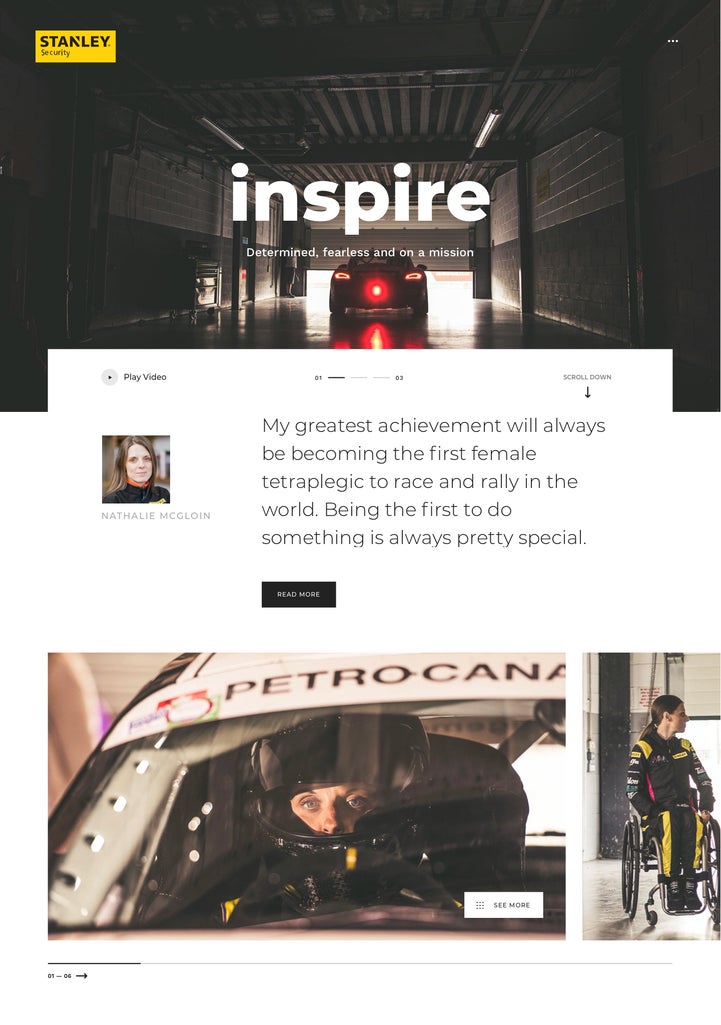 STANLEY
Security
inspire
Determined, fearless and on a mission
Play Video
01
03
SCROLL DOWN
My greatest achievement will always
be becoming the first female
tetraplegic to race and rally in the
world. Being the first to do
something is always pretty special.
NATHALIE MCGLOIN
READ MORE
PETRO-CANA
SEE MORE
01 — 06